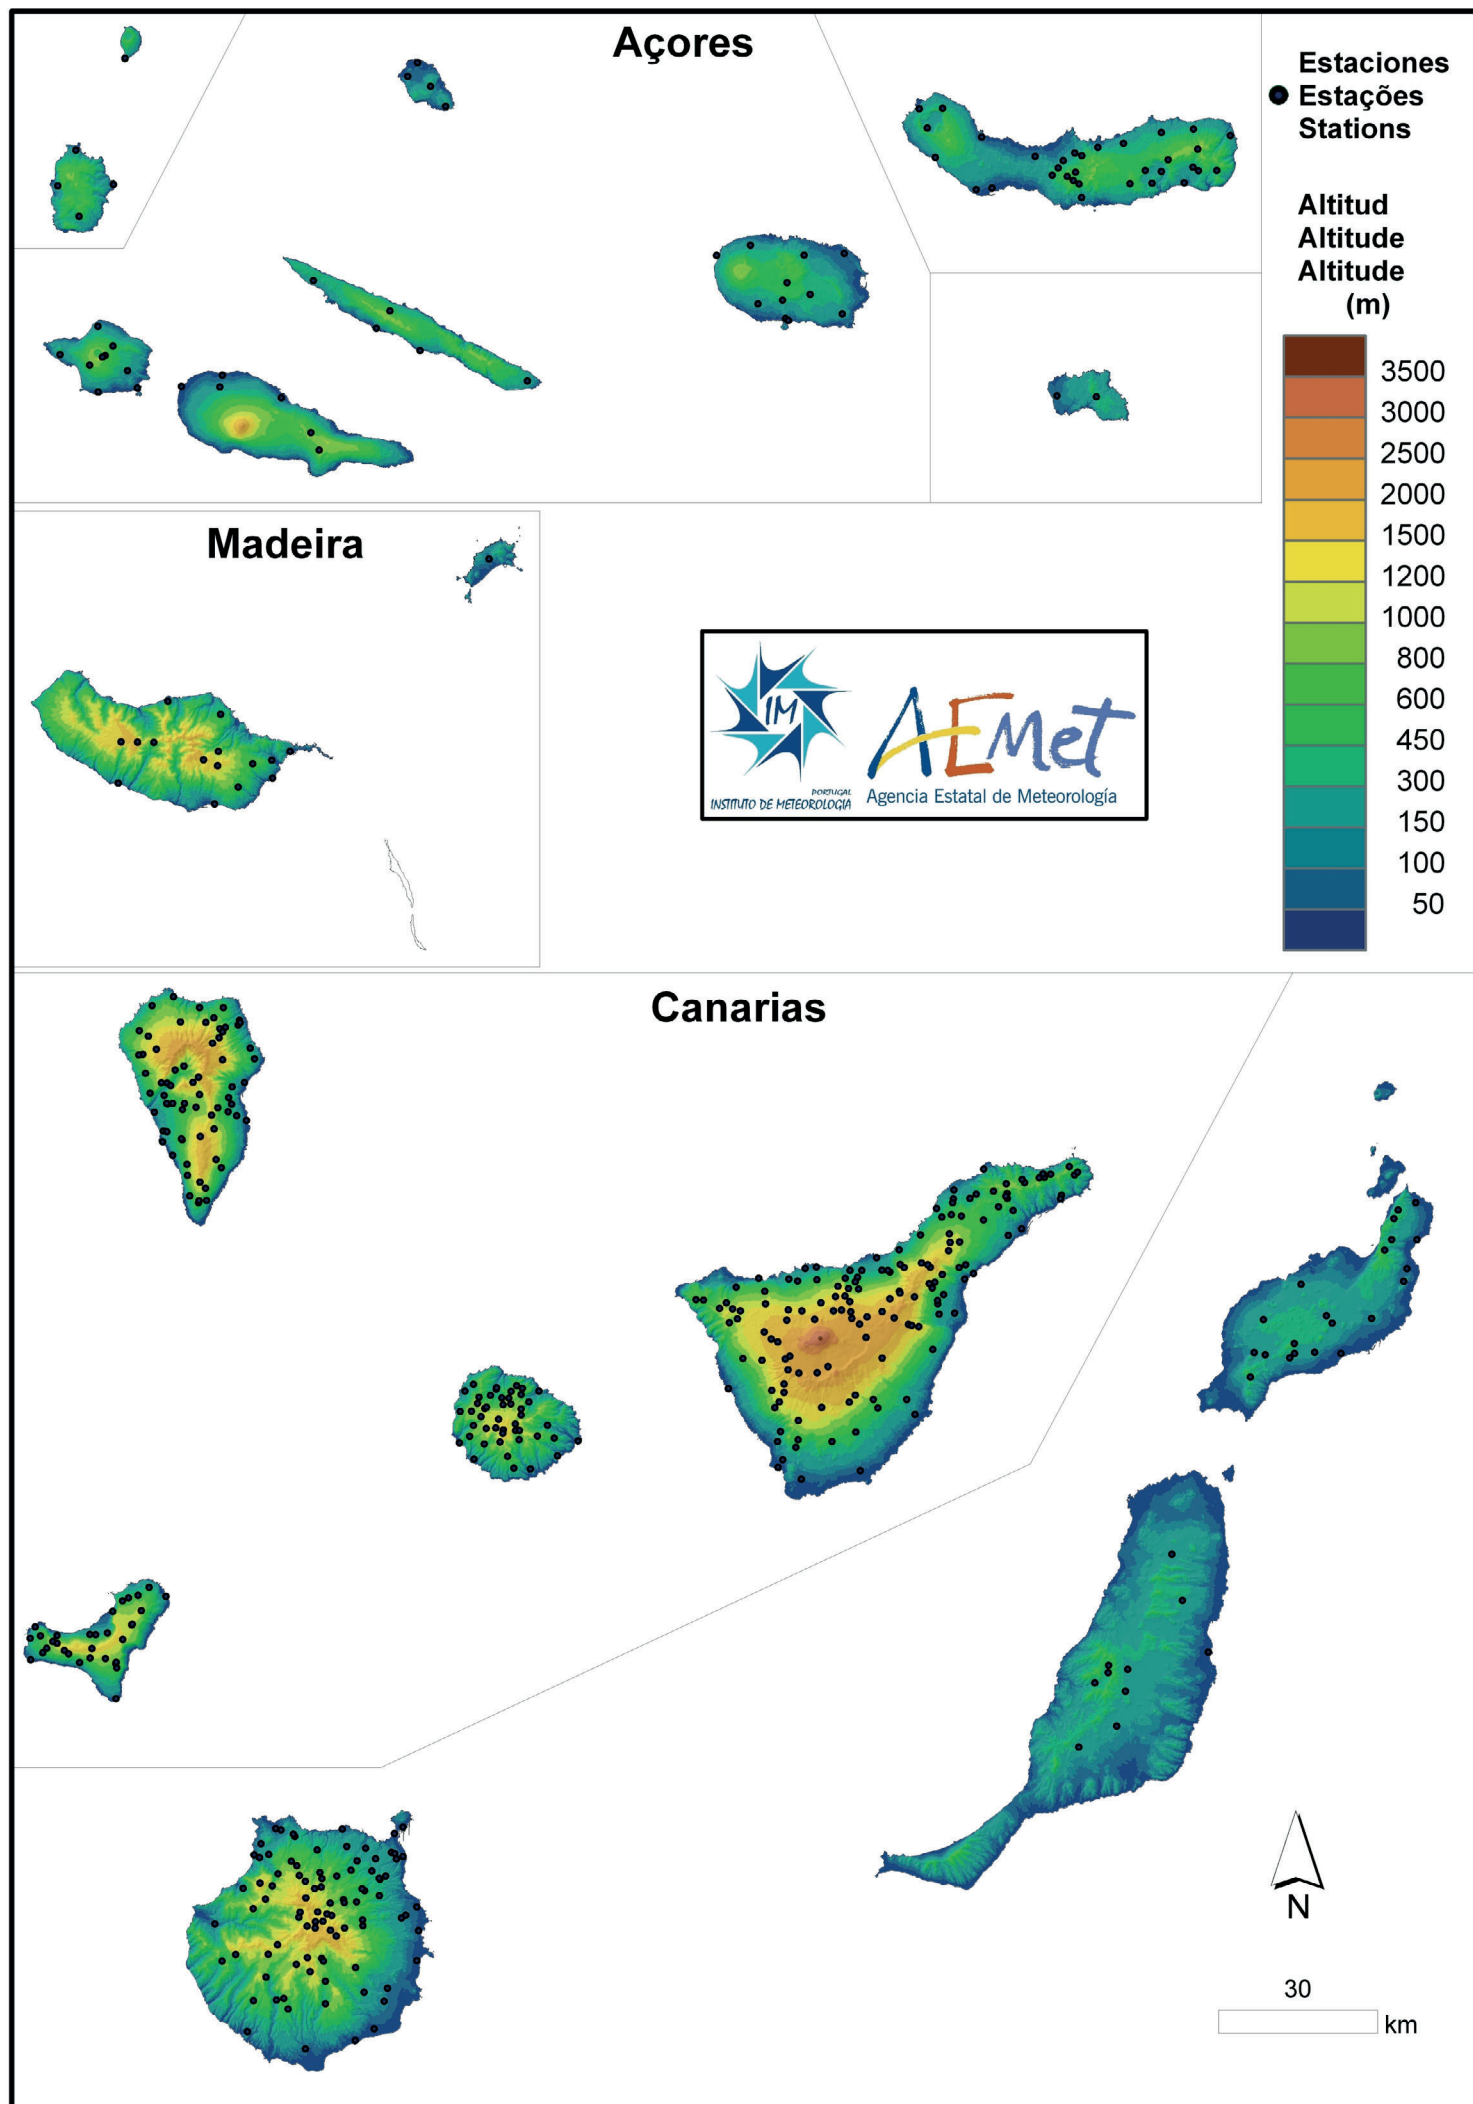 Açores
Estaciones
Estações
Stations
Altitud
Altitude
Altitude
(m)
3500
3000
2500
2000
1500
1200
1000
800
600
450
300
150
100
50
Madeira
IM
PORTUGAL
INSTITUTO DE METEOROLOGIA
AEMet
Agencia Estatal de Meteorología
Canarias
N
30
km